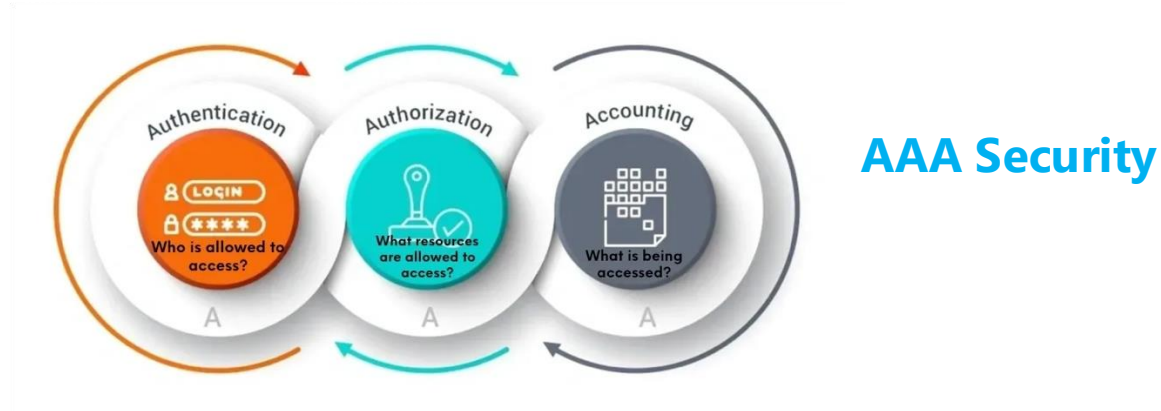 Authentication
LOGIN
****
Who is allowed to
access?
A
Authorization
What resources
are allowed to
access?
A
Accounting
What is being
accessed?
A
AAA Security